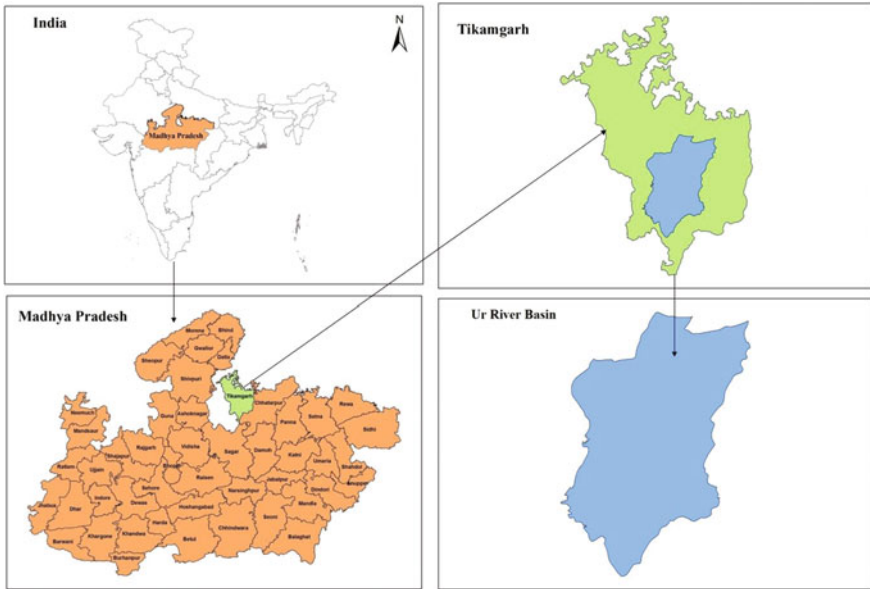 India
N
Madhya Pradesh
Tikamgarh
Madhya Pradesh
Morena
Bhind
Gwalior
Datia
Sheopur
Shivpuri
Tikamgarh
Chhatarpur
Guna
Ashoknagar
Panna
Satna
Rewa
Sidhi
Neemuch
Mandsaur
Rajgarh
Vidisha
Sagar
Damoh
Katni
Umaria
Shahdol
Ratlam
Ujjain
Shajapur
Bhopal
Raisen
Jabalpur
Dindori
Anuppur
Jhabua
Dhar
Indore
Dewas
Sehore
Narsinghpur
Mandla
Hoshangabad
Harda
Seoni
Barwani
Khargone
Khandwa
Betul
Chhindwara
Balaghat
Burhanpur
Ur River Basin